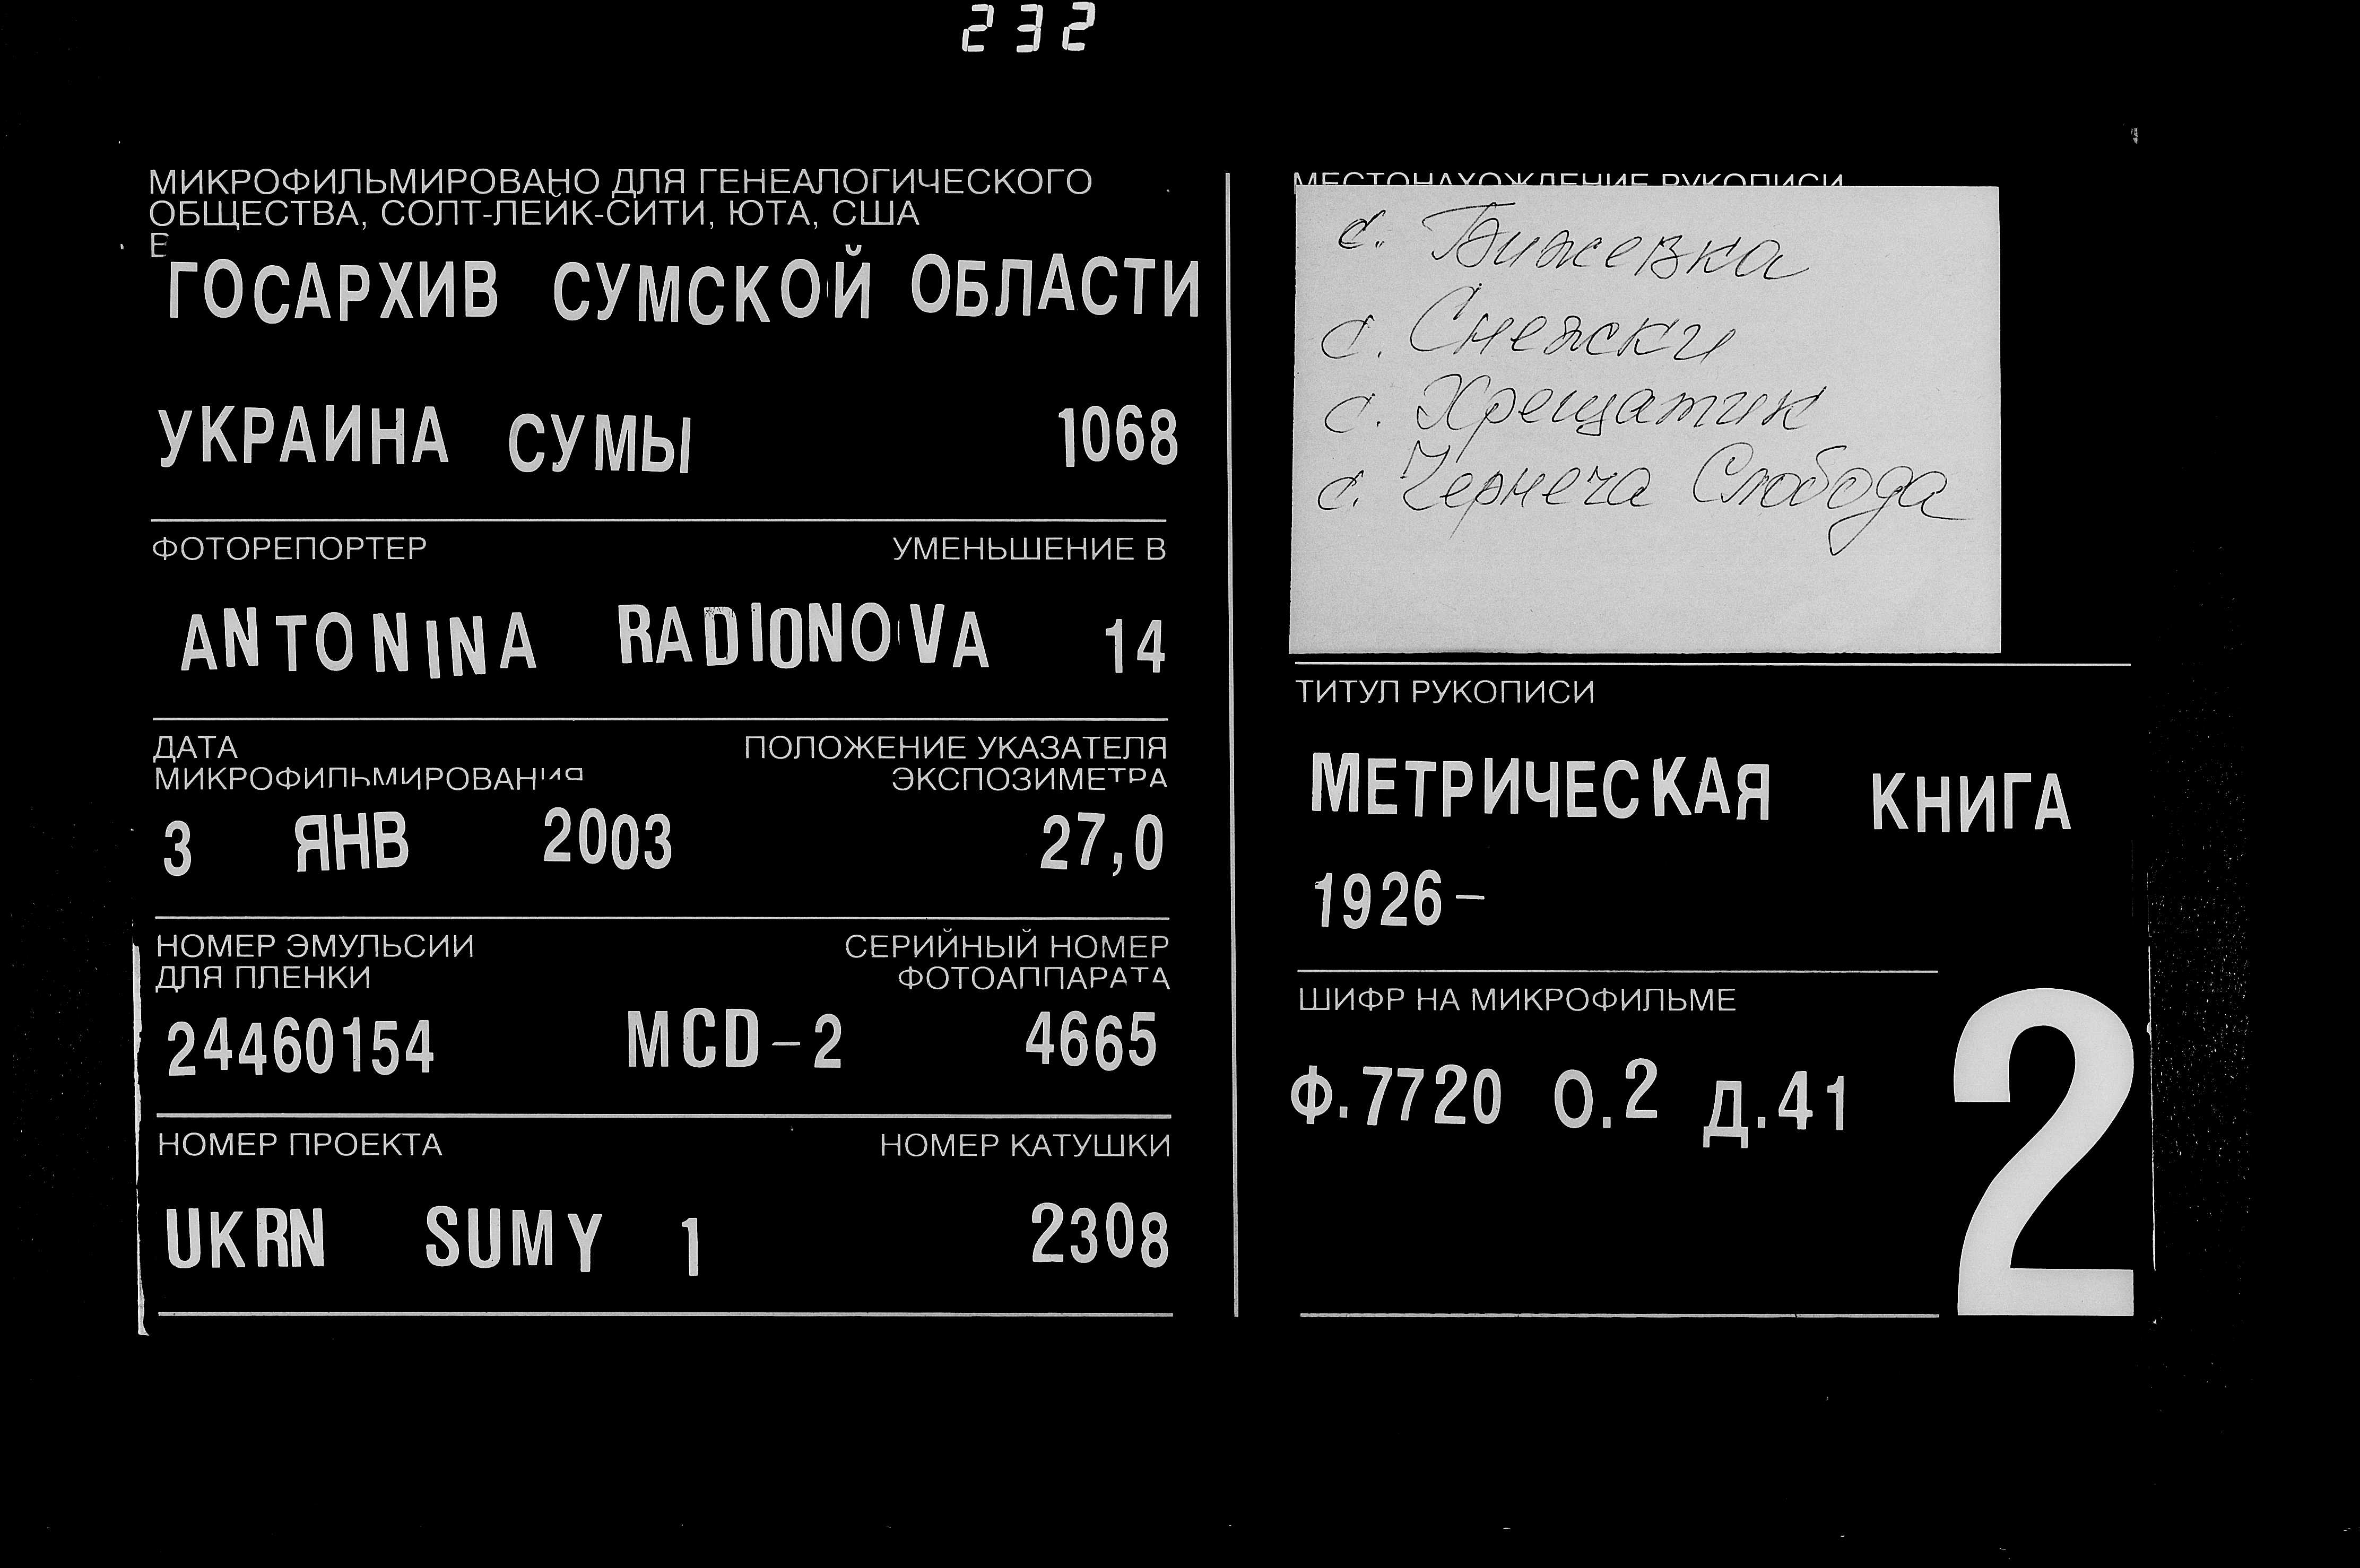 232
МИКРОФИЛЬМИРОВАНО ДЛЯ ГЕНЕАЛОГИЧЕСКОГО
ОБЩЕСТВА, СОЛТ-ЛЕЙК-СИТИ, ЮТА, США
Е
ГОСАРХИВ СУМСКОЙ ОБЛАСТИ
УКРАИНА СУМЫ 1068
ФОТОРЕПОРТЕР УМЕНЬШЕНИЕ В
ANTONINA RADIONOVA 14
ДАТА ПОЛОЖЕНИЕ УКАЗАТЕЛЯ
МИКРОФИЛЬМИРОВАНИЯ ЭКСПОЗИМЕТРА
3 ЯНВ 2003 27,0
НОМЕР ЭМУЛЬСИИ СЕРИЙНЫЙ НОМЕР
ДЛЯ ПЛЕНКИ ФОТОАППАРАТА
24460154 MCD-2 4665
НОМЕР ПРОЕКТА НОМЕР КАТУШКИ
UKRN SUMY 1 2308
МЕСТОНАХОЖДЕНИЕ РУКОПИСИ
с. Бижевка
с. Снежки
с. Хрещатик
с. Чернеча Слобода
ТИТУЛ РУКОПИСИ
МЕТРИЧЕСКАЯ КНИГА
1926-
ШИФР НА МИКРОФИЛЬМЕ
Ф.7720 О.2 Д.41
2